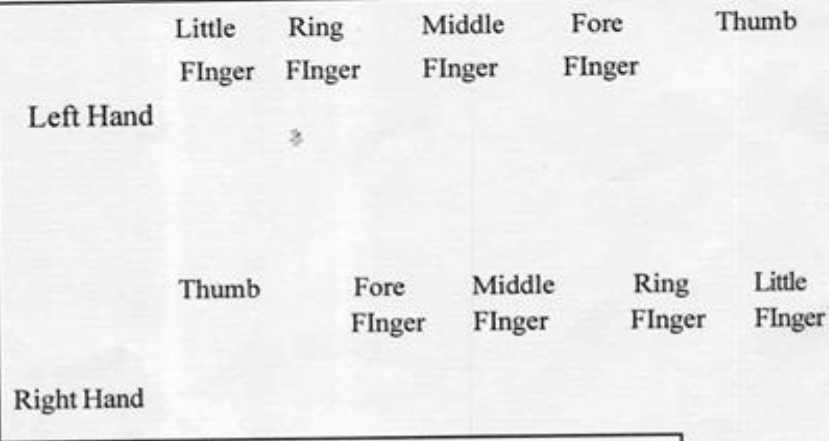 Little Ring Middle Fore Thumb
FInger FInger FInger FInger
Left Hand
Thumb Fore Middle Ring Little
FInger FInger FInger FInger
Right Hand